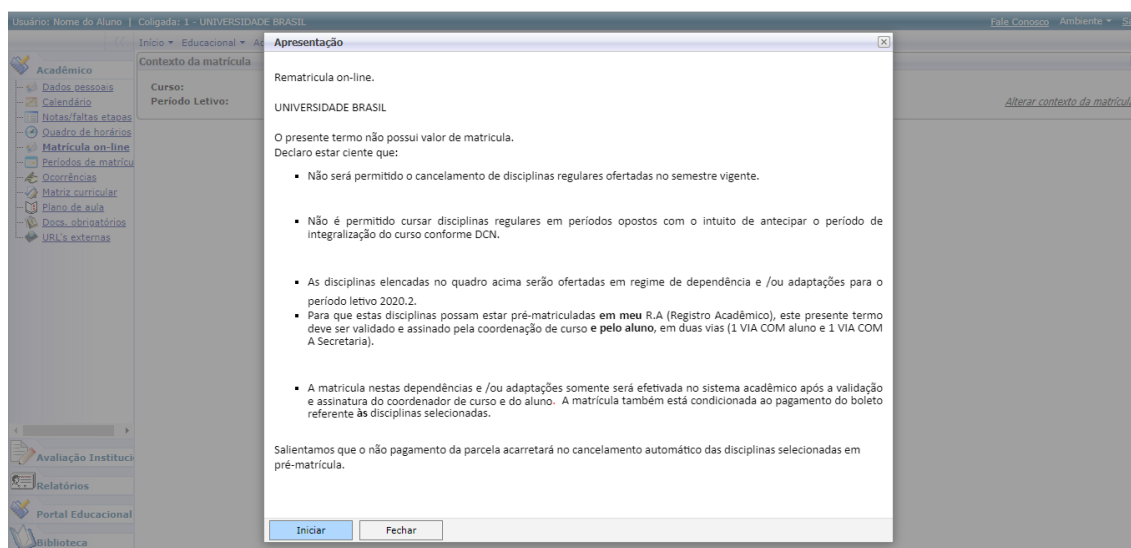 Usuário: Nome do Aluno | Coligada: 1 - UNIVERSIDADE BRASIL
Fale Conosco Ambiente
Início Educacional
Apresentação
Contexto da matrícula
Acadêmico
Dados pessoais
Calendário
Notas/faltas etapas
Quadro de horários
Matrícula on-line
Ocorrências
Matriz curricular
Plano de aula
Docs. obrigatórios
URL's externas
Curso:
Período Letivo:
Alterar contexto da
Rematricula on-line.
UNIVERSIDADE BRASIL
O presente termo não possui valor de matricula.
Declaro estar ciente que:
▪ Não será permitido o cancelamento de disciplinas regulares ofertadas no semestre vigente.
▪ Não é permitido cursar disciplinas regulares em períodos opostos com o intuito de antecipar o período de
integralização do curso conforme DCN.
▪ As disciplinas elencadas no quadro acima serão ofertadas em regime de dependência e /ou adaptações para o
período letivo 2020.2.
▪ Para que estas disciplinas possam estar pré-matriculadas em meu R.A (Registro Acadêmico), este presente termo
deve ser validado e assinado pela coordenação de curso e pelo aluno, em duas vias (1 VIA COM aluno e 1 VIA COM
A Secretaria).
▪ A matricula nestas dependências e /ou adaptações somente será efetivada no sistema acadêmico após a validação
e assinatura do coordenador de curso e do aluno. A matrícula também está condicionada ao pagamento do boleto
referente às disciplinas selecionadas.
Salientamos que o não pagamento da parcela acarretará no cancelamento automático das disciplinas selecionadas em
pré-matrícula.
Iniciar Fechar
Avaliação
Relatórios
Portal Educacional
Biblioteca